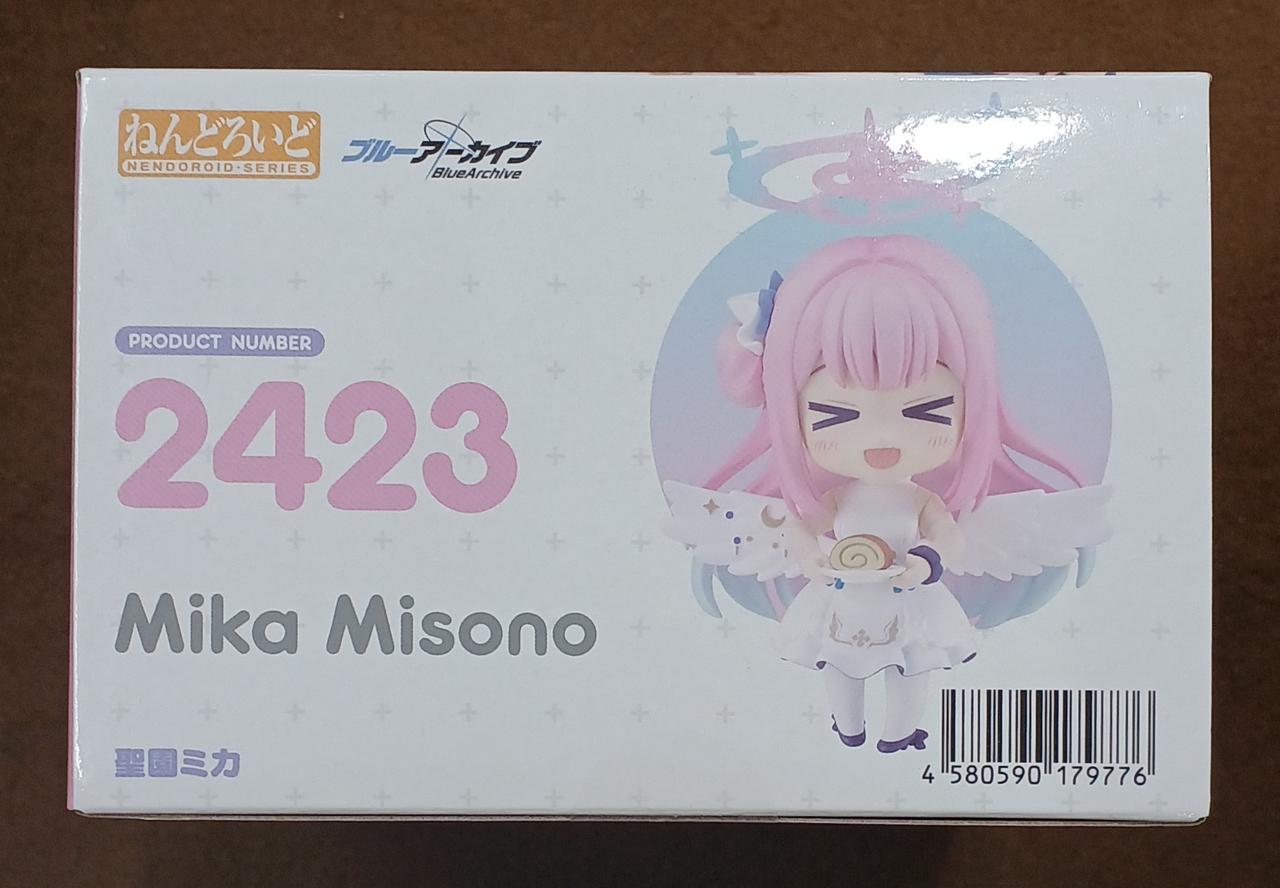 ねんどろいど
NENDOROID・SERIES
ブルーアーカイブ
BlueArchive
PRODUCT NUMBER
2423
Mika Misono
聖園ミカ
4 580590 179776